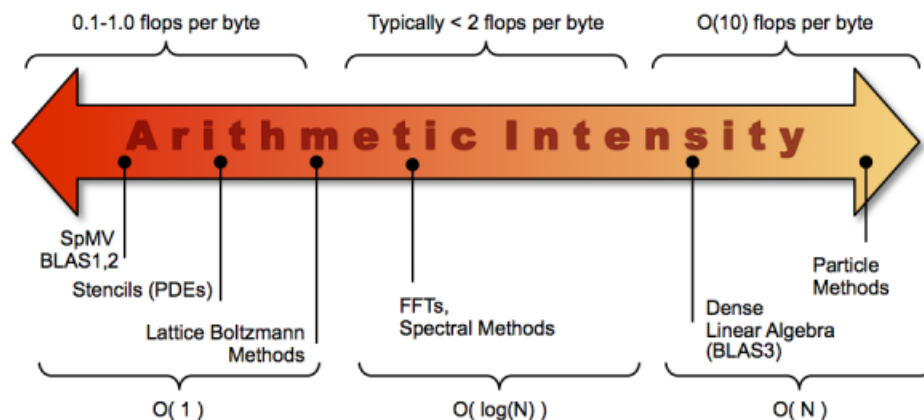 0.1-1.0 flops per byte
Typically < 2 flops per byte
O(10) flops per byte
Arithmetic Intensity
SpMV
BLAS1,2
Stencils (PDEs)
Lattice Boltzmann
Methods
FFTs,
Spectral Methods
Dense
Linear Algebra
(BLAS3)
Particle
Methods
O( 1 )
O( log(N) )
O( N )